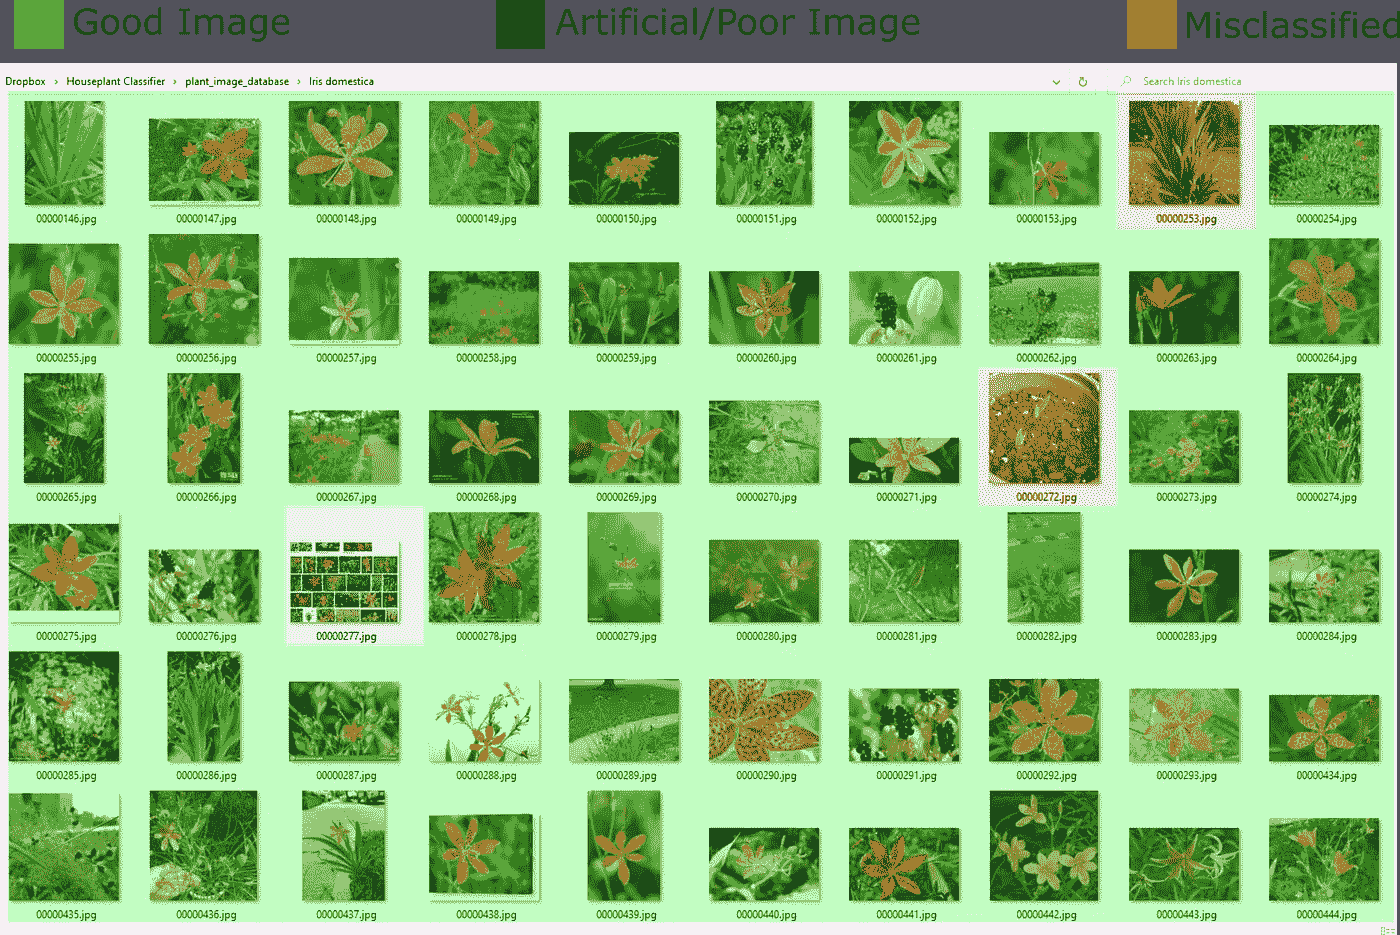 Good Image
Artificial/Poor Image
Misclassified
Dropbox › Houseplant Classifier › plant_image_database › Iris domestica
Search Iris domestica
00000146.jpg 00000147.jpg 00000148.jpg 00000149.jpg 00000150.jpg 00000151.jpg 00000152.jpg 00000153.jpg 00000253.jpg 00000254.jpg
00000255.jpg 00000256.jpg 00000257.jpg 00000258.jpg 00000259.jpg 00000260.jpg 00000261.jpg 00000262.jpg 00000263.jpg 00000264.jpg
00000265.jpg 00000266.jpg 00000267.jpg 00000268.jpg 00000269.jpg 00000270.jpg 00000271.jpg 00000272.jpg 00000273.jpg 00000274.jpg
00000275.jpg 00000276.jpg 00000277.jpg 00000278.jpg 00000279.jpg 00000280.jpg 00000281.jpg 00000282.jpg 00000283.jpg 00000284.jpg
00000285.jpg 00000286.jpg 00000287.jpg 00000288.jpg 00000289.jpg 00000290.jpg 00000291.jpg 00000292.jpg 00000293.jpg 00000434.jpg
00000435.jpg 00000436.jpg 00000437.jpg 00000438.jpg 00000439.jpg 00000440.jpg 00000441.jpg 00000442.jpg 00000443.jpg 00000444.jpg